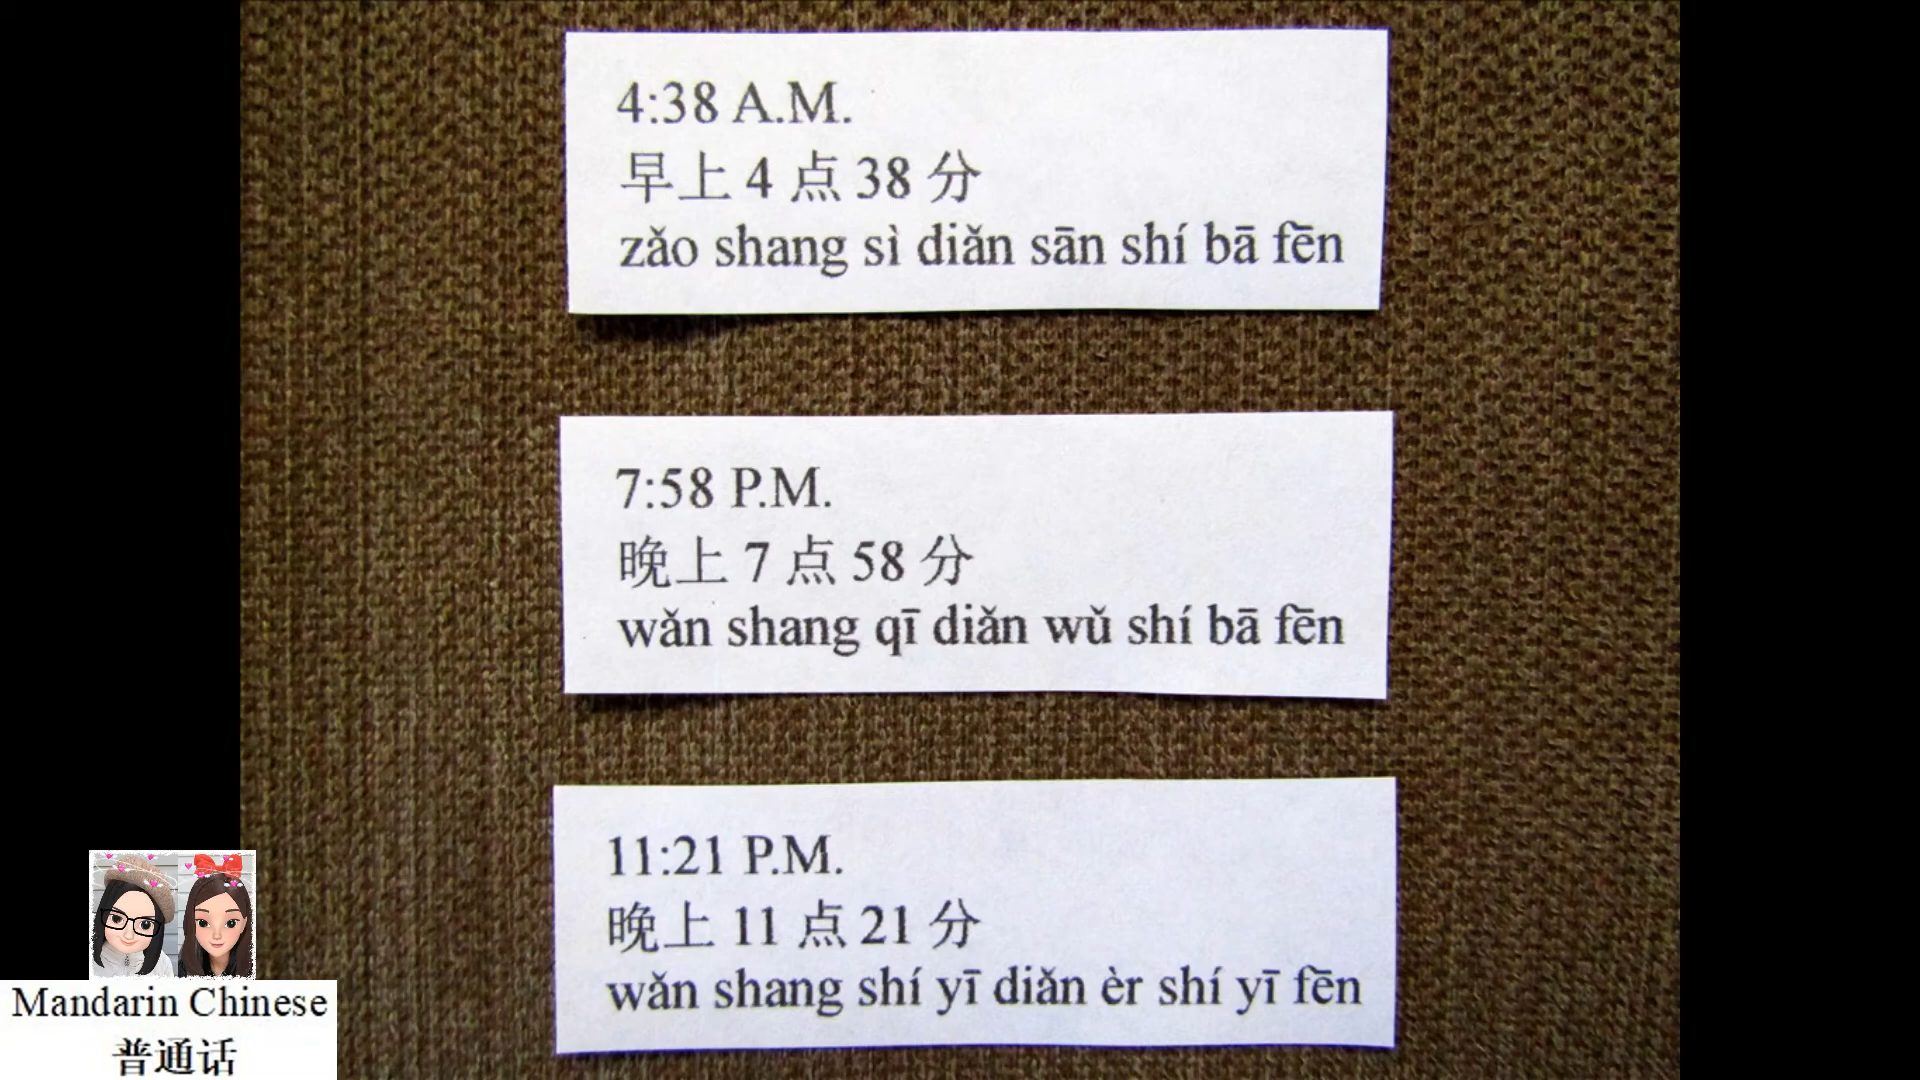 4:38 A.M.
早上 4 点 38 分
zǎo shang sì diǎn sān shí bā fēn
7:58 P.M.
晚上 7 点 58 分
wǎn shang qī diǎn wǔ shí bā fēn
11:21 P.M.
晚上 11 点 21 分
wǎn shang shí yī diǎn èr shí yī fēn
Mandarin Chinese
普通话